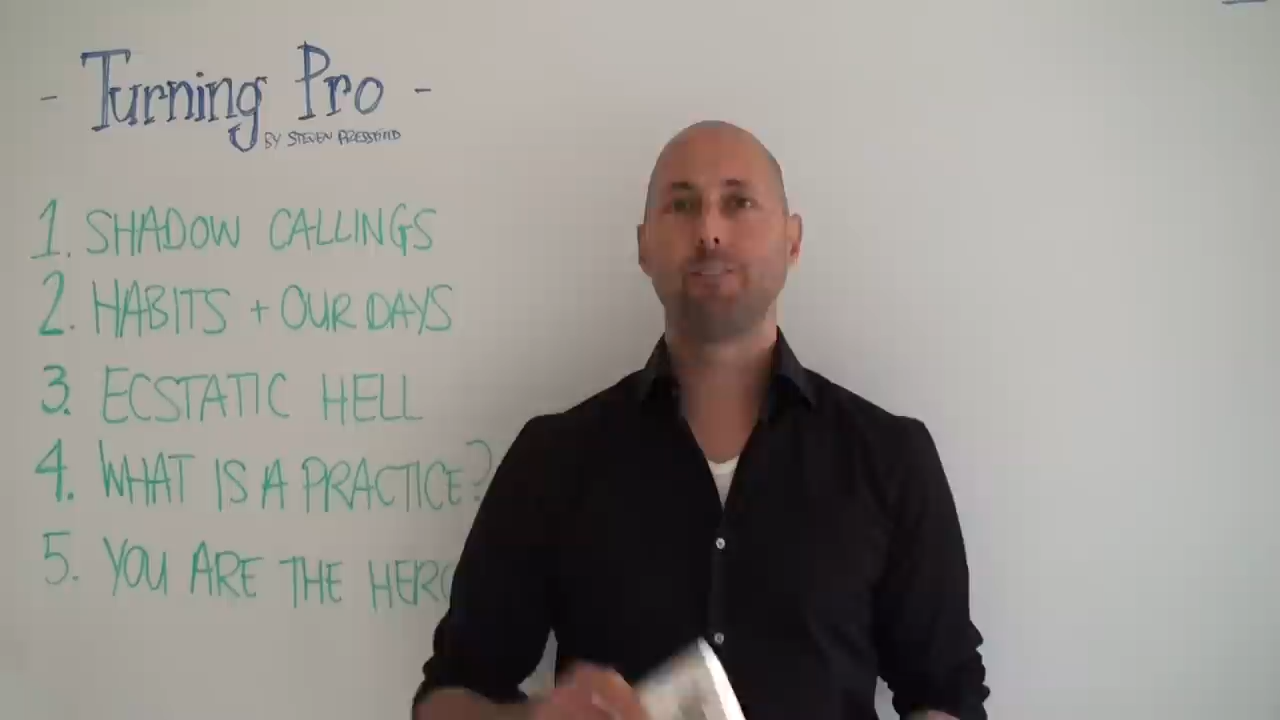 - Turning Pro -
BY STEVEN PRESSFIELD
1. SHADOW CALLINGS
2. HABITS + OUR DAYS
3. ECSTATIC HELL
4. WHAT IS A PRACTICE?
5. YOU ARE THE HERO